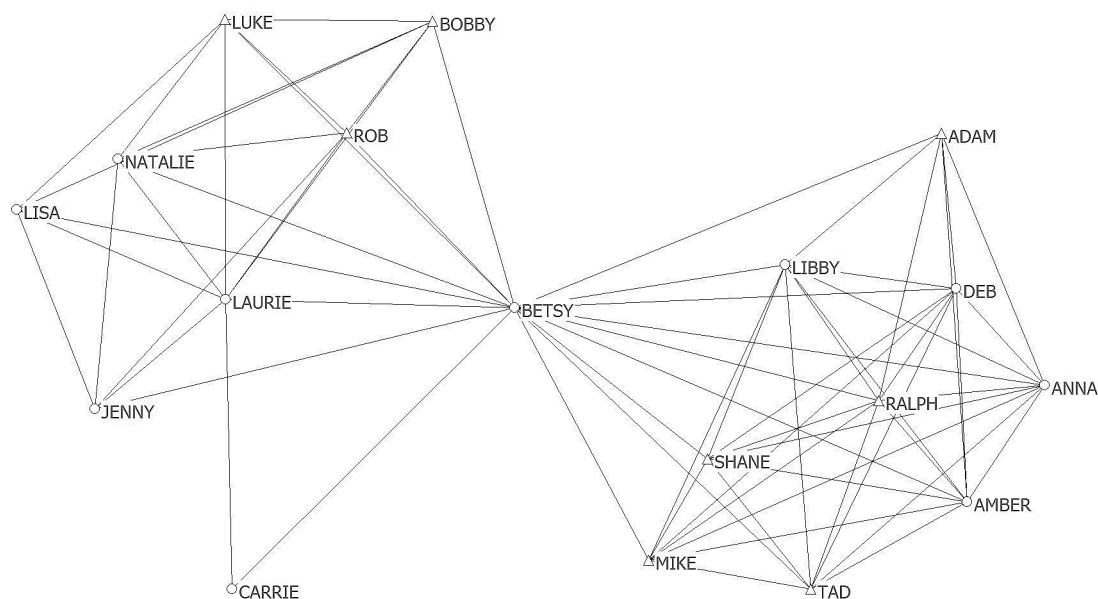 LUKE
BOBBY
ROB
ADAM
NATALIE
LISA
LIBBY
DEB
LAURIE
BETSY
ANNA
RALPH
JENNY
SHANE
AMBER
MIKE
CARRIE
TAD